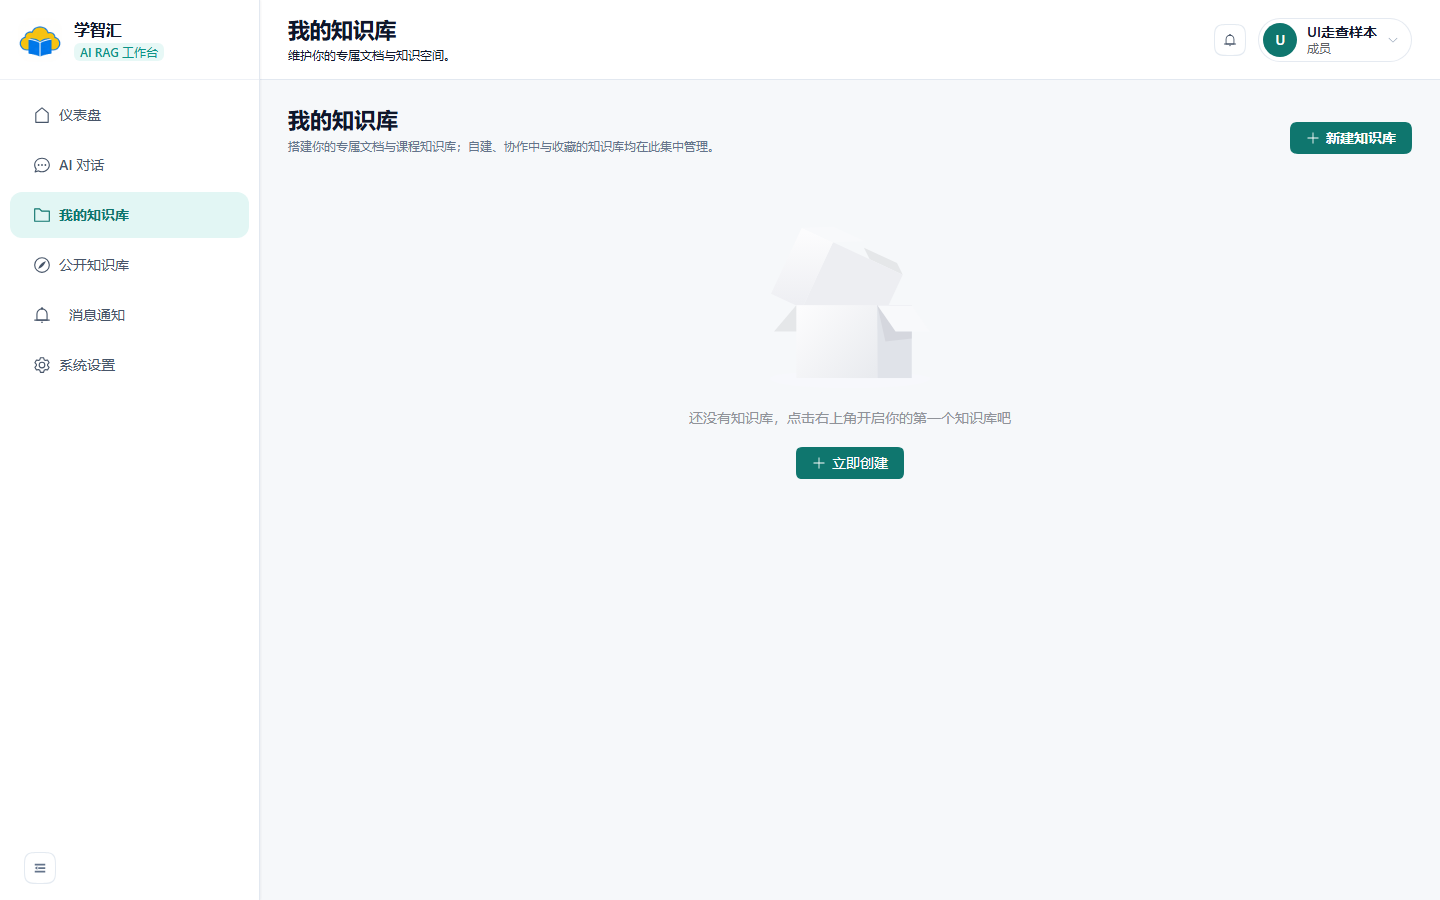 学智汇
AI RAG 工作台
仪表盘
AI 对话
我的知识库
公开知识库
消息通知
系统设置
我的知识库
维护你的专属文档与知识空间。
U
UI走查样本
成员
我的知识库
搭建你的专属文档与课程知识库；自建、协作中与收藏的知识库均在此集中管理。
新建知识库
还没有知识库，点击右上角开启你的第一个知识库吧
立即创建